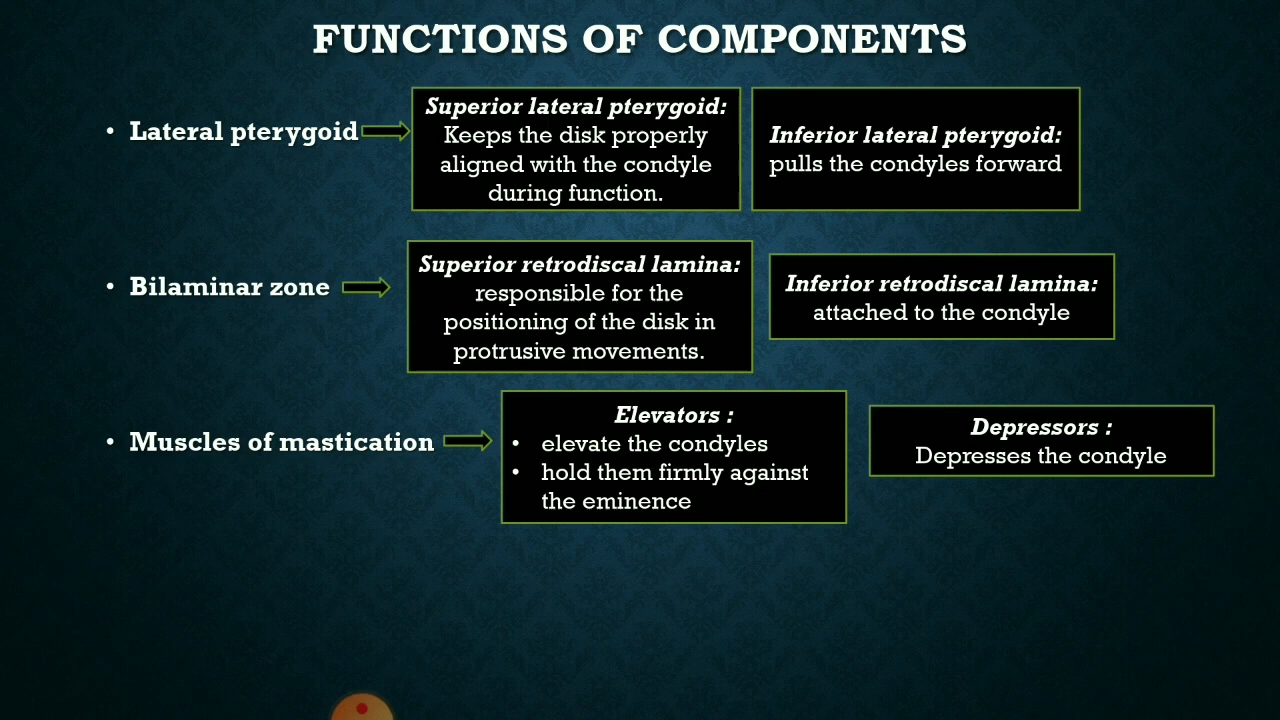 FUNCTIONS OF COMPONENTS
• Lateral pterygoid
Superior lateral pterygoid:
Keeps the disk properly
aligned with the condyle
during function.
Inferior lateral pterygoid:
pulls the condyles forward
• Bilaminar zone
Superior retrodiscal lamina:
responsible for the
positioning of the disk in
protrusive movements.
Inferior retrodiscal lamina:
attached to the condyle
• Muscles of mastication
Elevators :
• elevate the condyles
• hold them firmly against
the eminence
Depressors :
Depresses the condyle